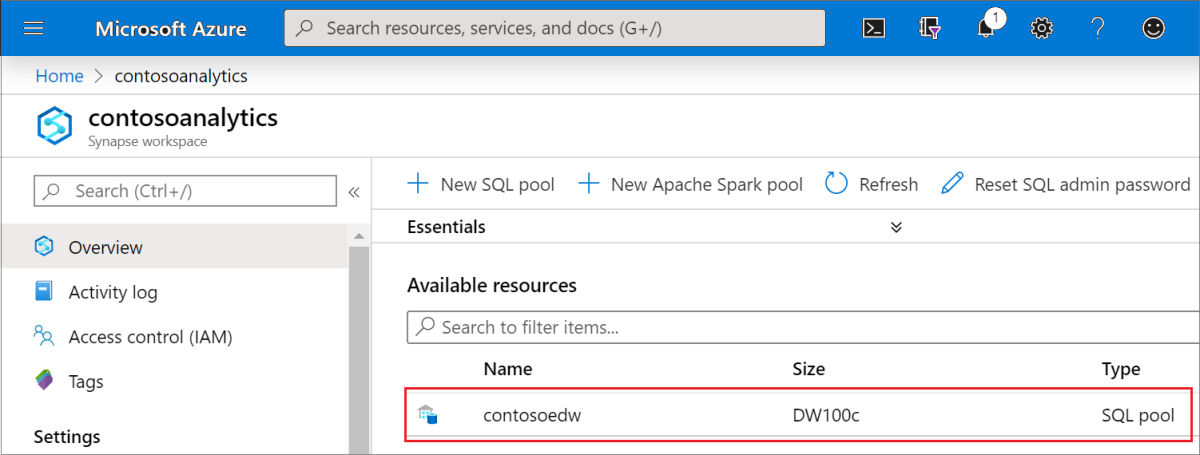 Microsoft Azure
Search resources, services, and docs (G+/)
1
Home > contosoanalytics
contosoanalytics
Synapse workspace
Search (Ctrl+/)
«
New SQL pool
New Apache Spark pool
Refresh
Reset SQL admin password
Overview
Activity log
Access control (IAM)
Tags
Settings
Essentials
Available resources
Search to filter items...
Name Size Type
contosoedw DW100c SQL pool